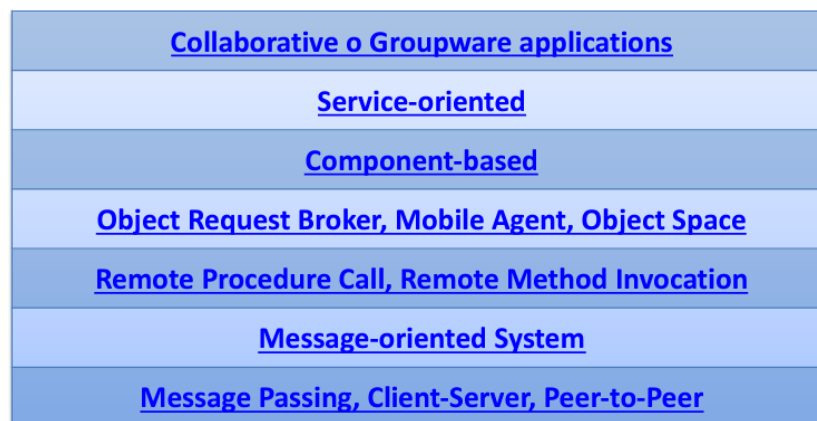 Collaborative o Groupware applications
Service-oriented
Component-based
Object Request Broker, Mobile Agent, Object Space
Remote Procedure Call, Remote Method Invocation
Message-oriented System
Message Passing, Client-Server, Peer-to-Peer